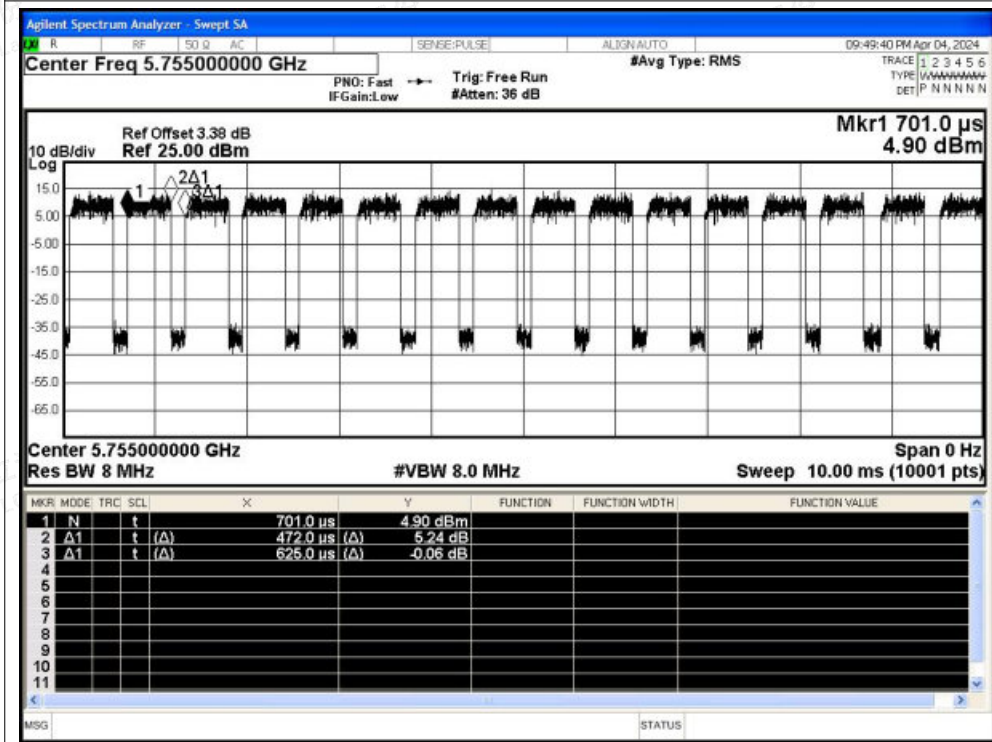 Agilent Spectrum Analyzer - Swept SA
R RF 50 Ω AC SENSE:PULSE ALIGN AUTO 09:49:40 PM Apr 04, 2024
Center Freq 5.755000000 GHz #Avg Type: RMS TRACE 1 2 3 4 5 6
PNO: Fast Trig: Free Run TYPE
IFGain:Low #Atten: 36 dB DET P N N N N N
Mkr1 701.0 µs
Ref Offset 3.38 dB
10 dB/div Ref 25.00 dBm 4.90 dBm
Log
15.0
5.00
-5.00
-15.0
-25.0
-35.0
-45.0
-55.0
-65.0
1 2Δ1
3Δ1
Center 5.755000000 GHz Span 0 Hz
Res BW 8 MHz #VBW 8.0 MHz Sweep 10.00 ms (10001 pts)
MKR MODE TRC SCL X Y FUNCTION FUNCTION WIDTH FUNCTION VALUE
1 N t 701.0 µs 4.90 dBm
2 Δ1 t (Δ) 472.0 µs (Δ) 5.24 dB
3 Δ1 t (Δ) 625.0 µs (Δ) -0.06 dB
4
5
6
7
8
9
10
11
MSG STATUS